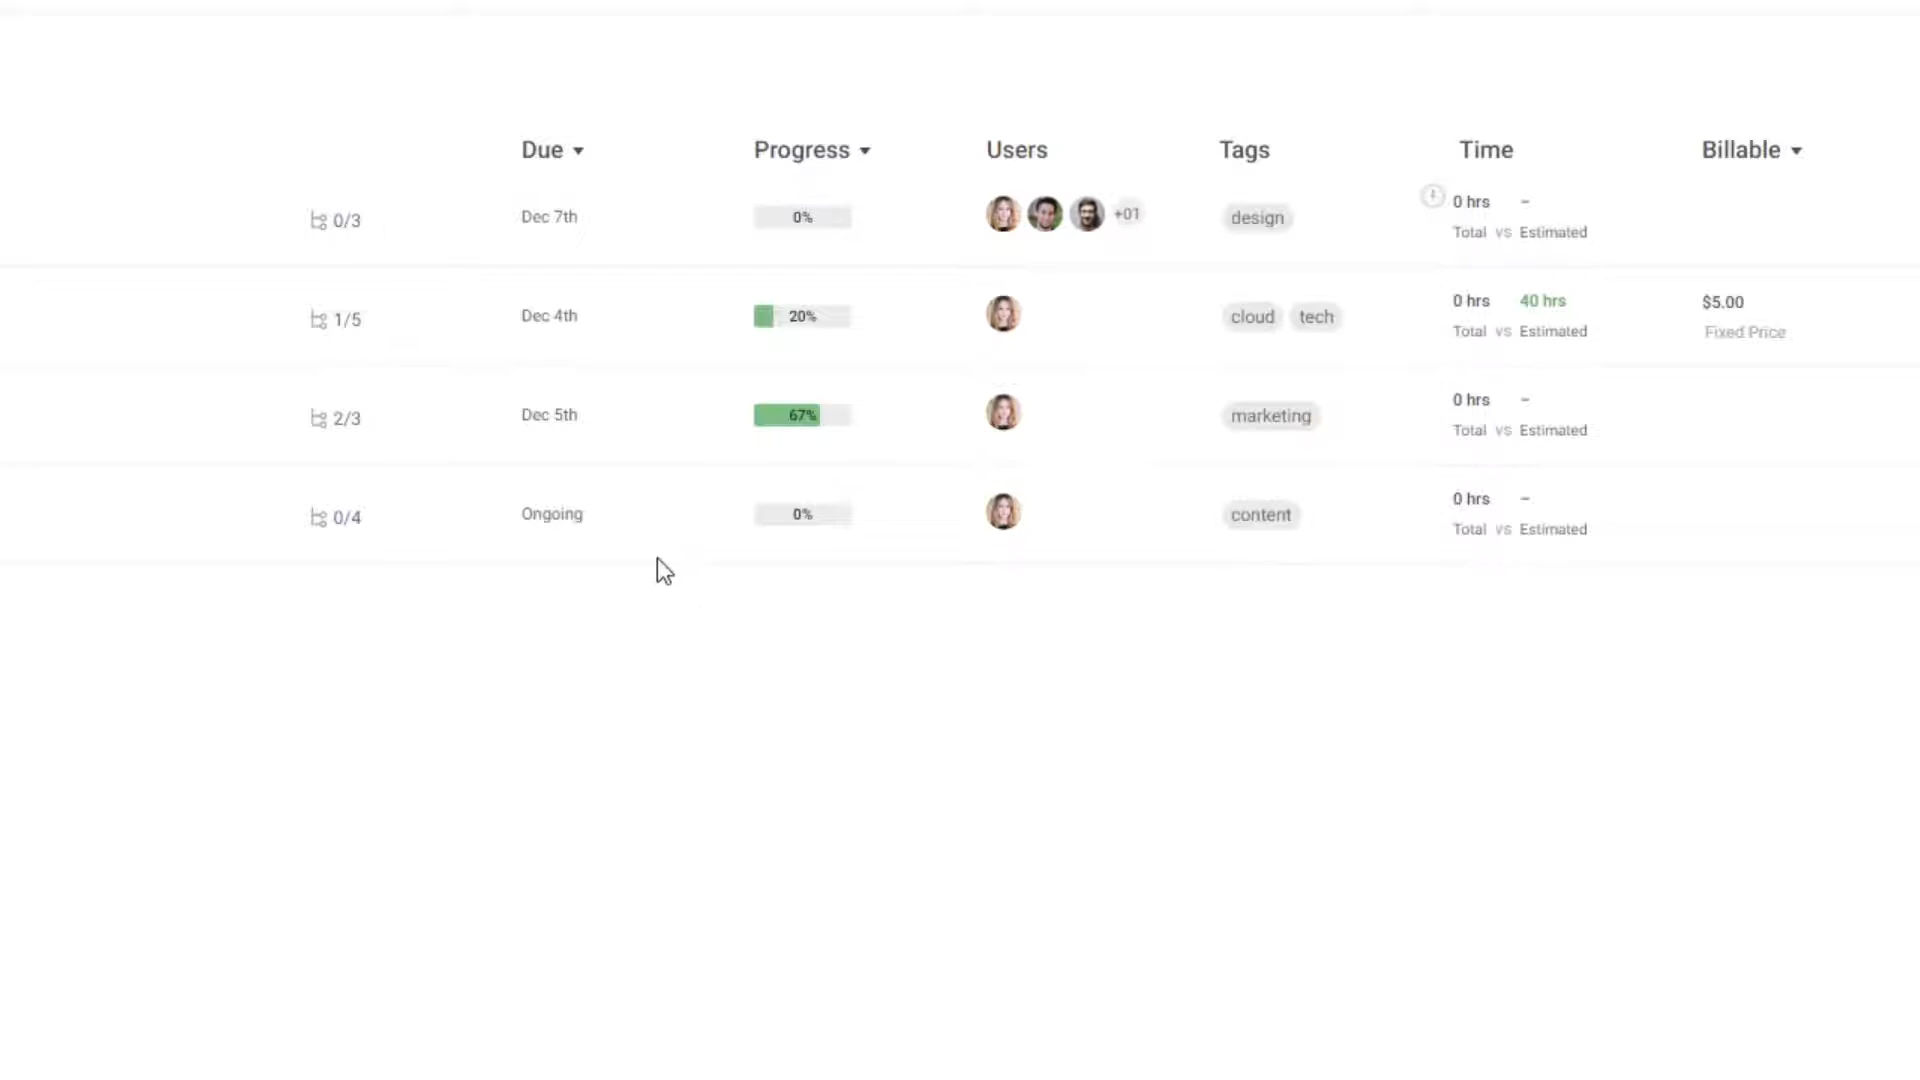 Due Progress Users Tags Time Billable
0/3 Dec 7th 0% +01 design 0 hrs –
Total vs Estimated
1/5 Dec 4th 20% cloud tech 0 hrs 40 hrs $5.00
Total vs Estimated Fixed Price
2/3 Dec 5th 67% marketing 0 hrs –
Total vs Estimated
0/4 Ongoing 0% content 0 hrs –
Total vs Estimated